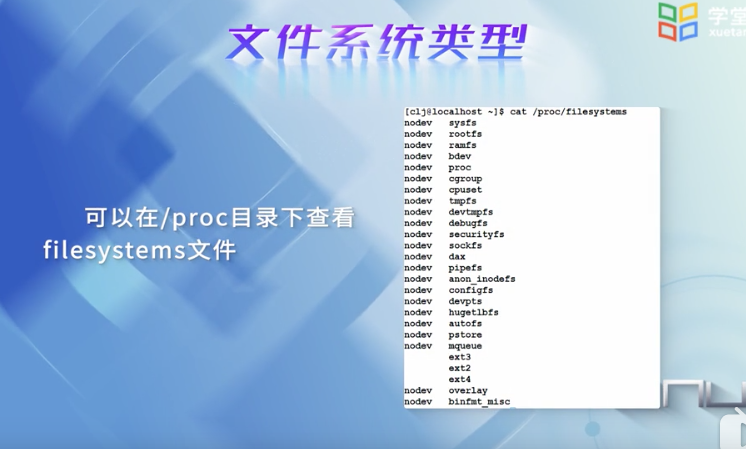 文件系统类型
学堂
xuetan
可以在/proc目录下查看
filesystems文件
[clj@localhost ~]$ cat /proc/filesystems
nodev sysfs
nodev rootfs
nodev ramfs
nodev bdev
nodev proc
nodev cgroup
nodev cpuset
nodev tmpfs
nodev devtmpfs
nodev debugfs
nodev securityfs
nodev sockfs
nodev dax
nodev pipefs
nodev anon_inodefs
nodev configfs
nodev devpts
nodev hugetlbfs
nodev autofs
nodev pstore
nodev mqueue
ext3
ext2
ext4
nodev overlay
nodev binfmt_misc